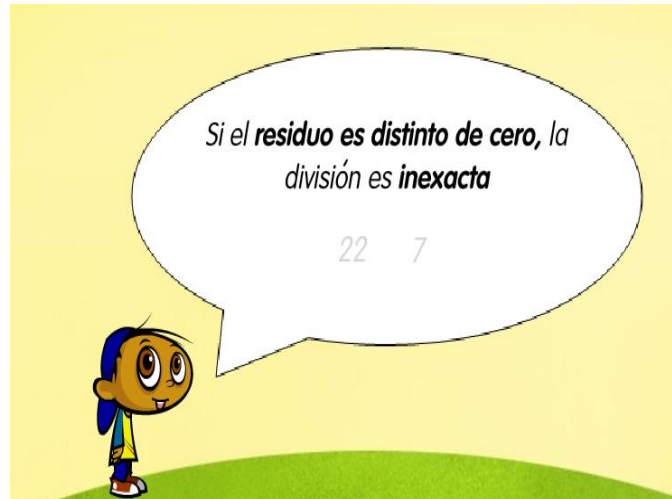 Si el residuo es distinto de cero, la
división es inexacta
22 7